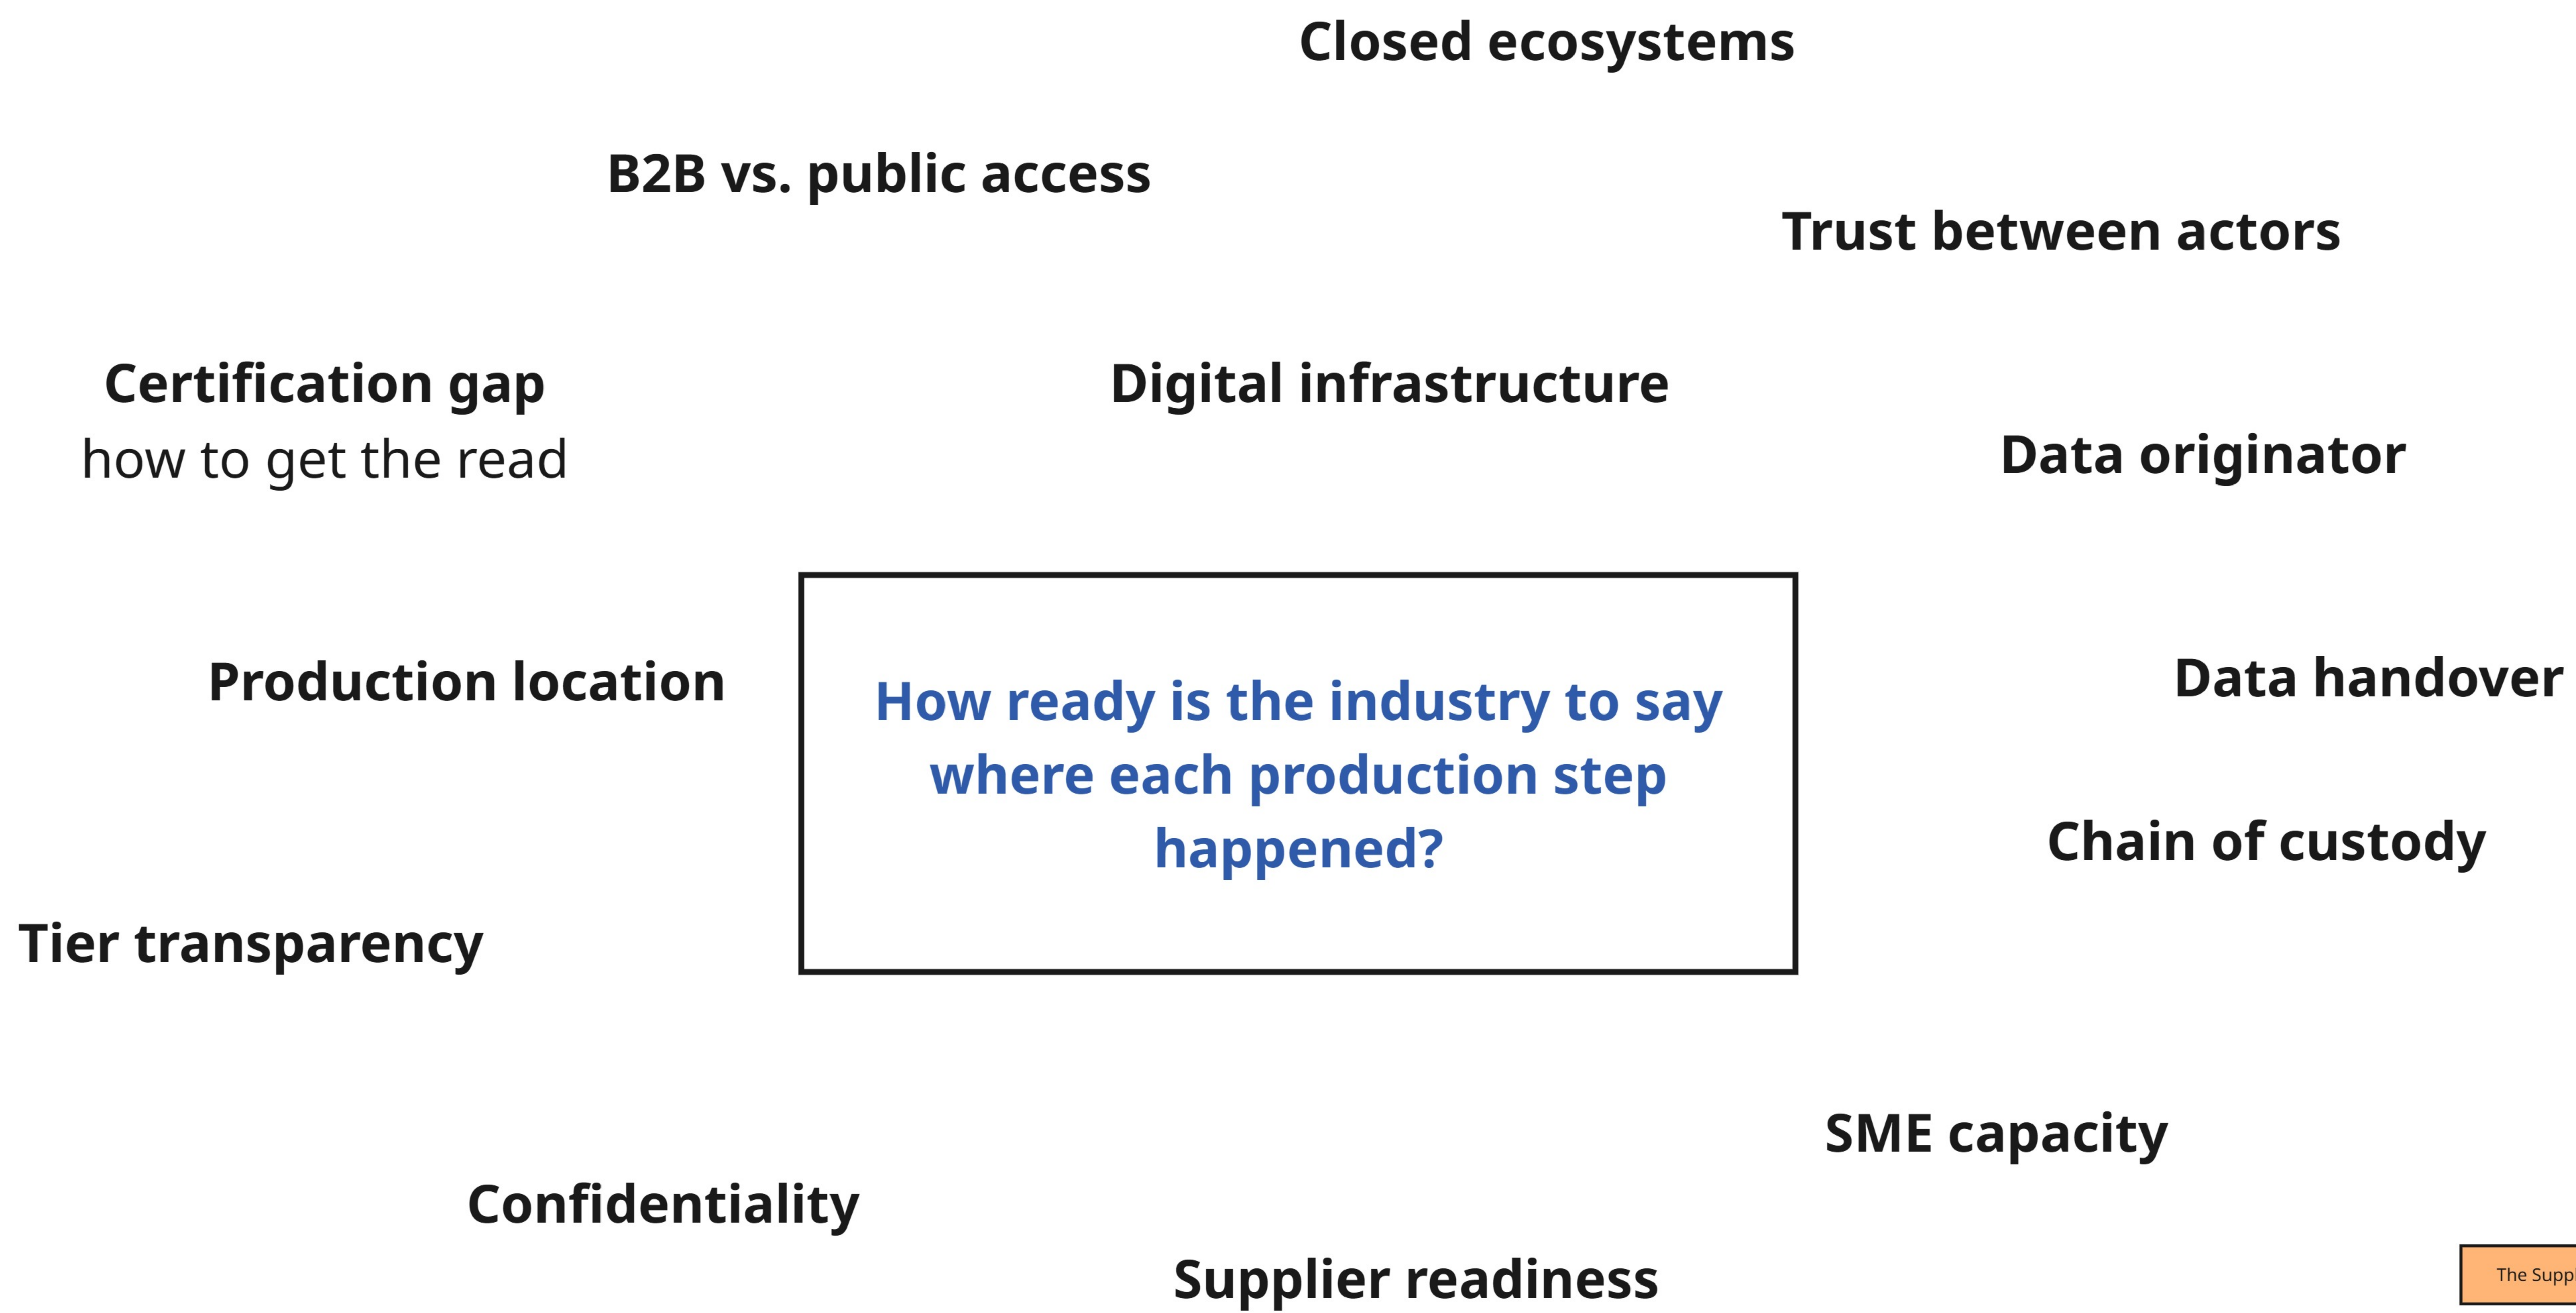 Closed ecosystems
B2B vs. public access
Trust between actors
Certification gap
how to get the read
Digital infrastructure
Data originator
Production location
How ready is the industry to say
where each production step
happened?
Data handover
Chain of custody
Tier transparency
SME capacity
Confidentiality
Supplier readiness
The